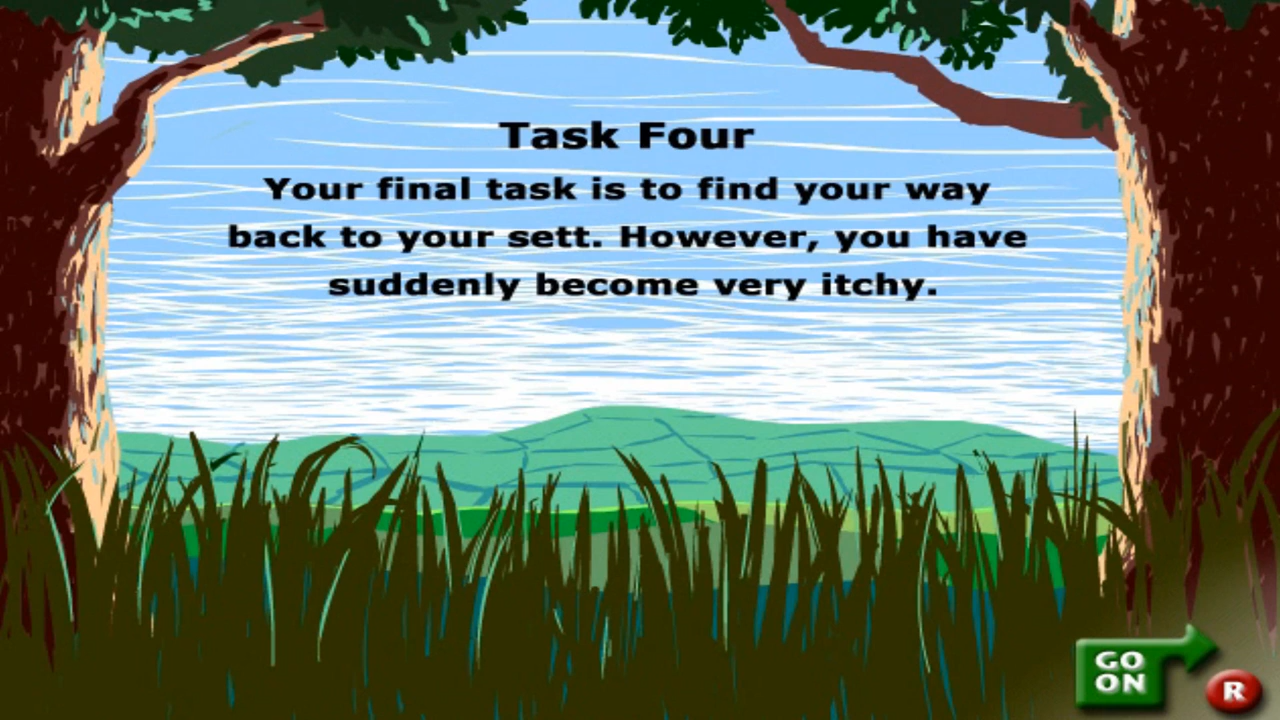 Task Four
Your final task is to find your way
back to your sett. However, you have
suddenly become very itchy.
GO
ON
R